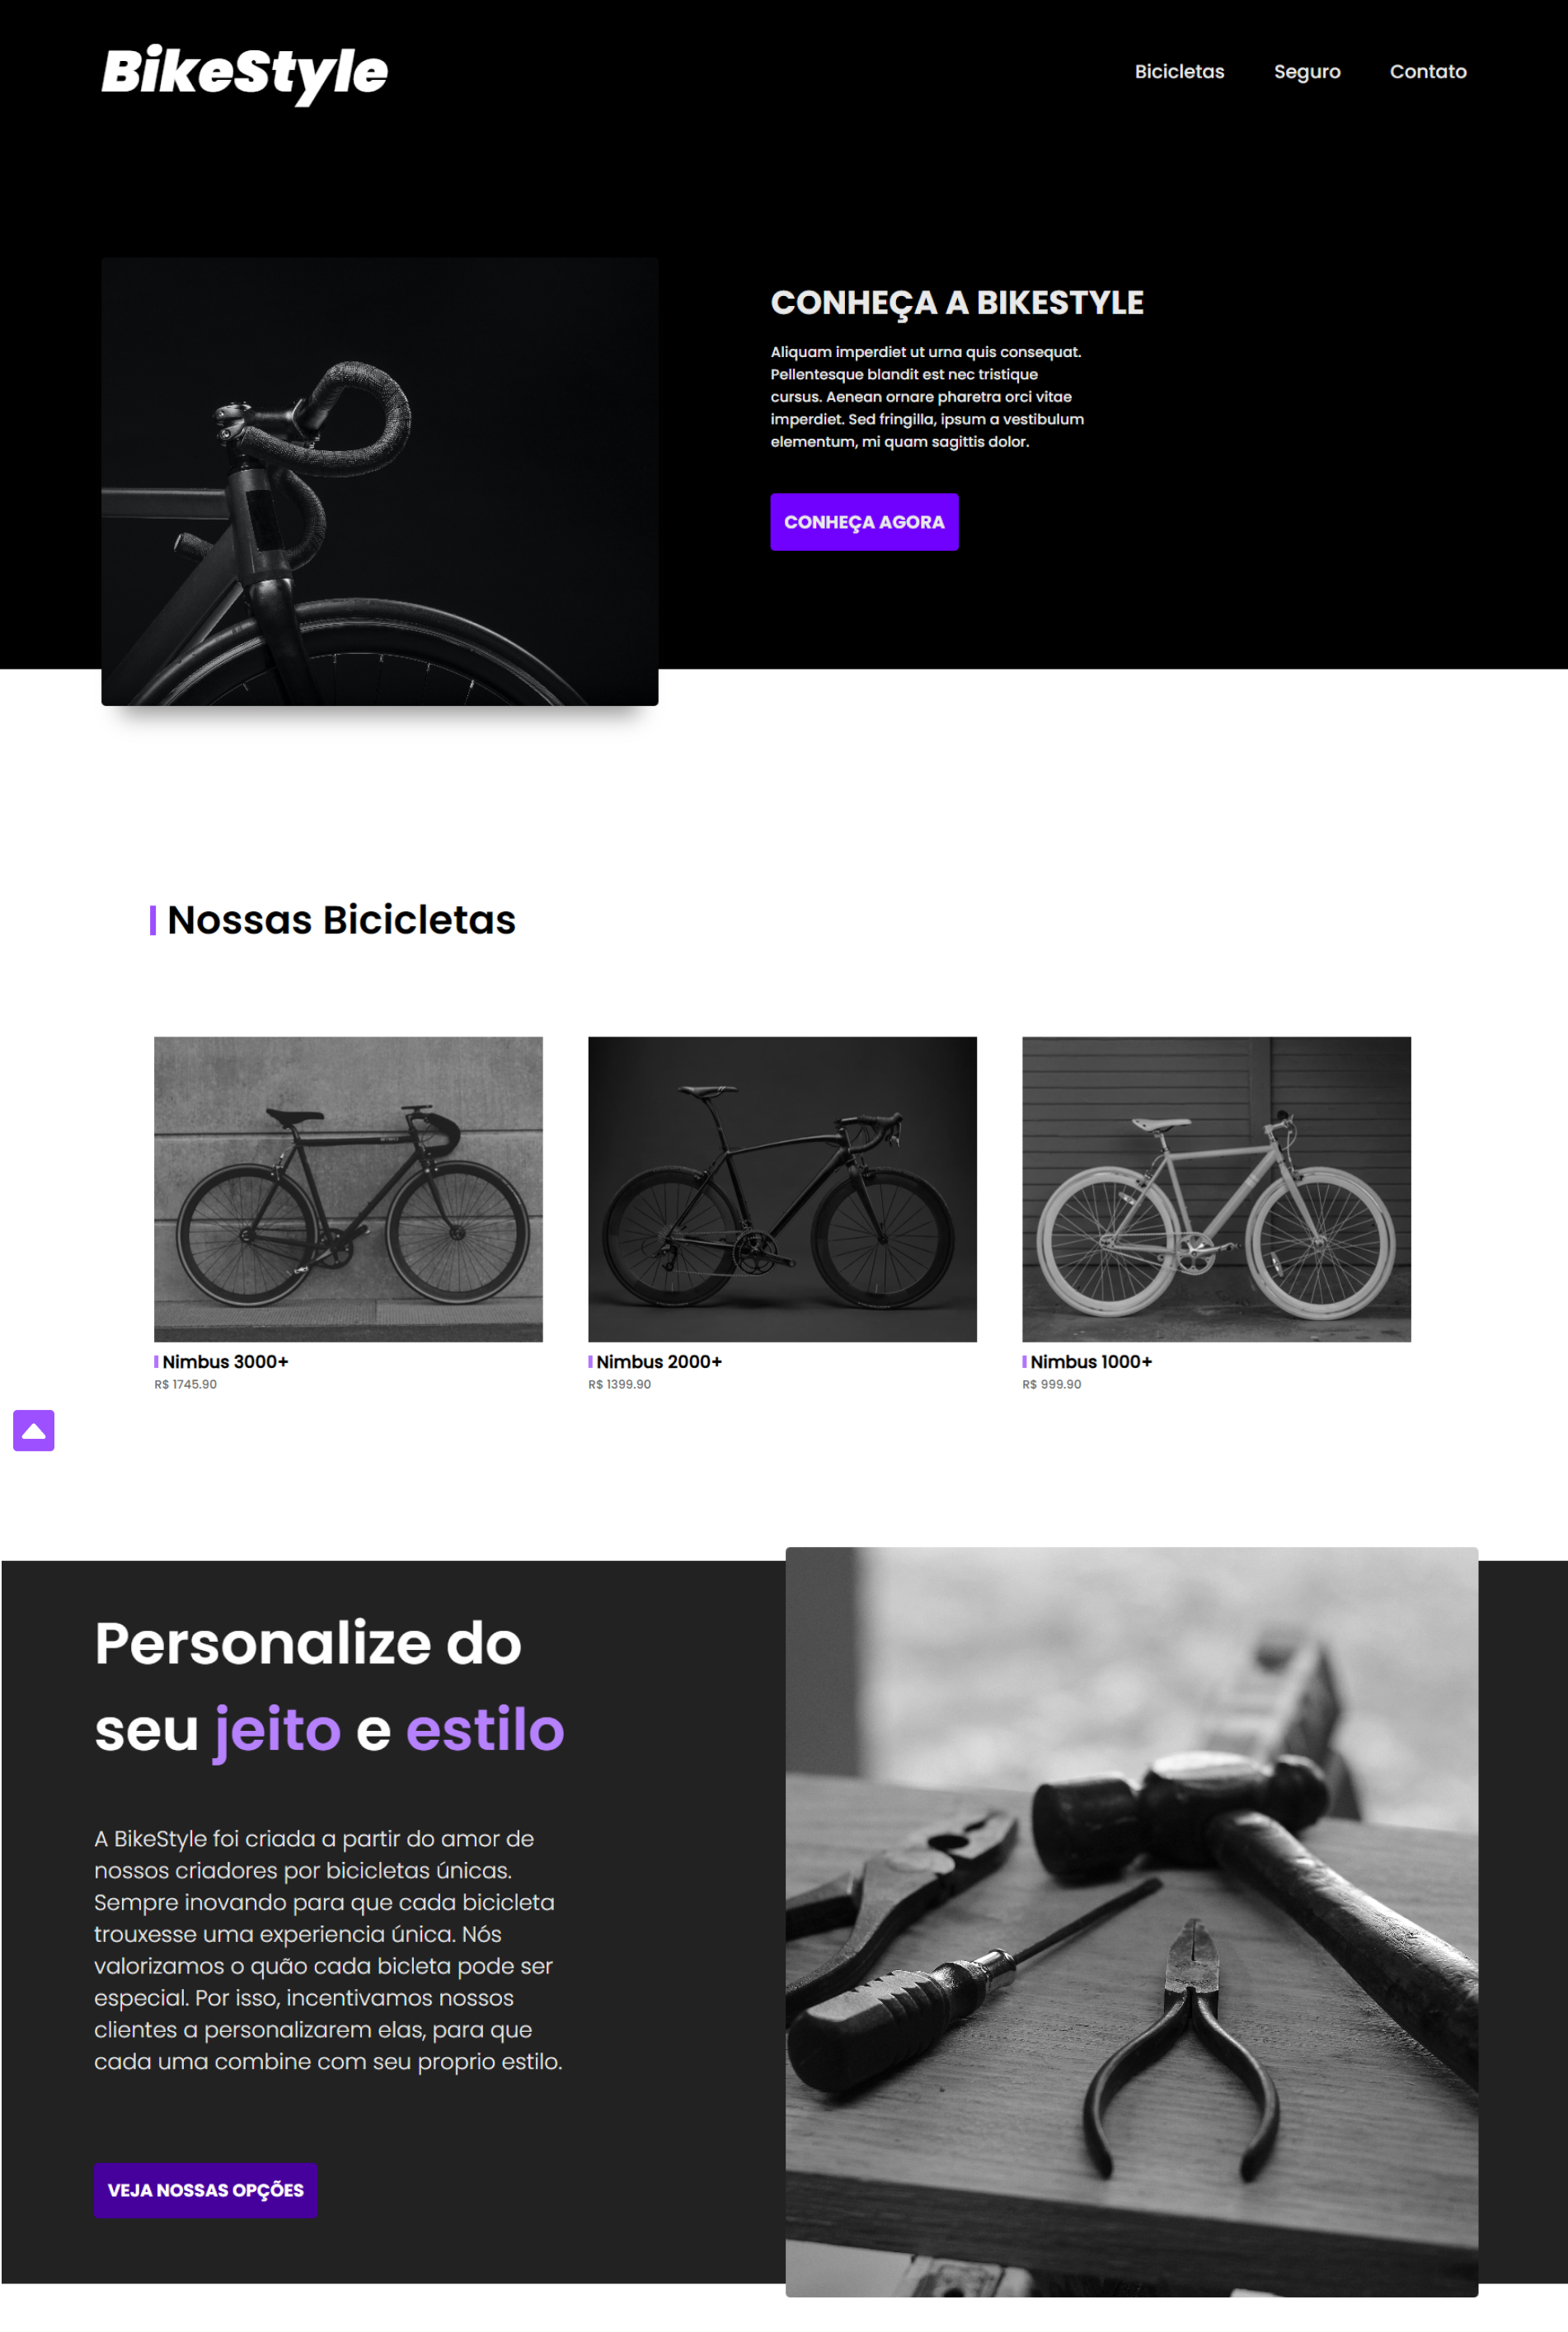 BikeStyle
Bicicletas Seguro Contato
CONHEÇA A BIKESTYLE
Aliquam imperdiet ut urna quis consequat.
Pellentesque blandit est nec tristique
cursus. Aenean ornare pharetra orci vitae
imperdiet. Sed fringilla, ipsum a vestibulum
elementum, mi quam sagittis dolor.
CONHEÇA AGORA
Nossas Bicicletas
Nimbus 3000+
R$ 1745.90
Nimbus 2000+
R$ 1399.90
Nimbus 1000+
R$ 999.90
Personalize do
seu jeito e estilo
A BikeStyle foi criada a partir do amor de
nossos criadores por bicicletas únicas.
Sempre inovando para que cada bicicleta
trouxesse uma experiencia única. Nós
valorizamos o quão cada bicleta pode ser
especial. Por isso, incentivamos nossos
clientes a personalizarem elas, para que
cada uma combine com seu proprio estilo.
VEJA NOSSAS OPÇÕES